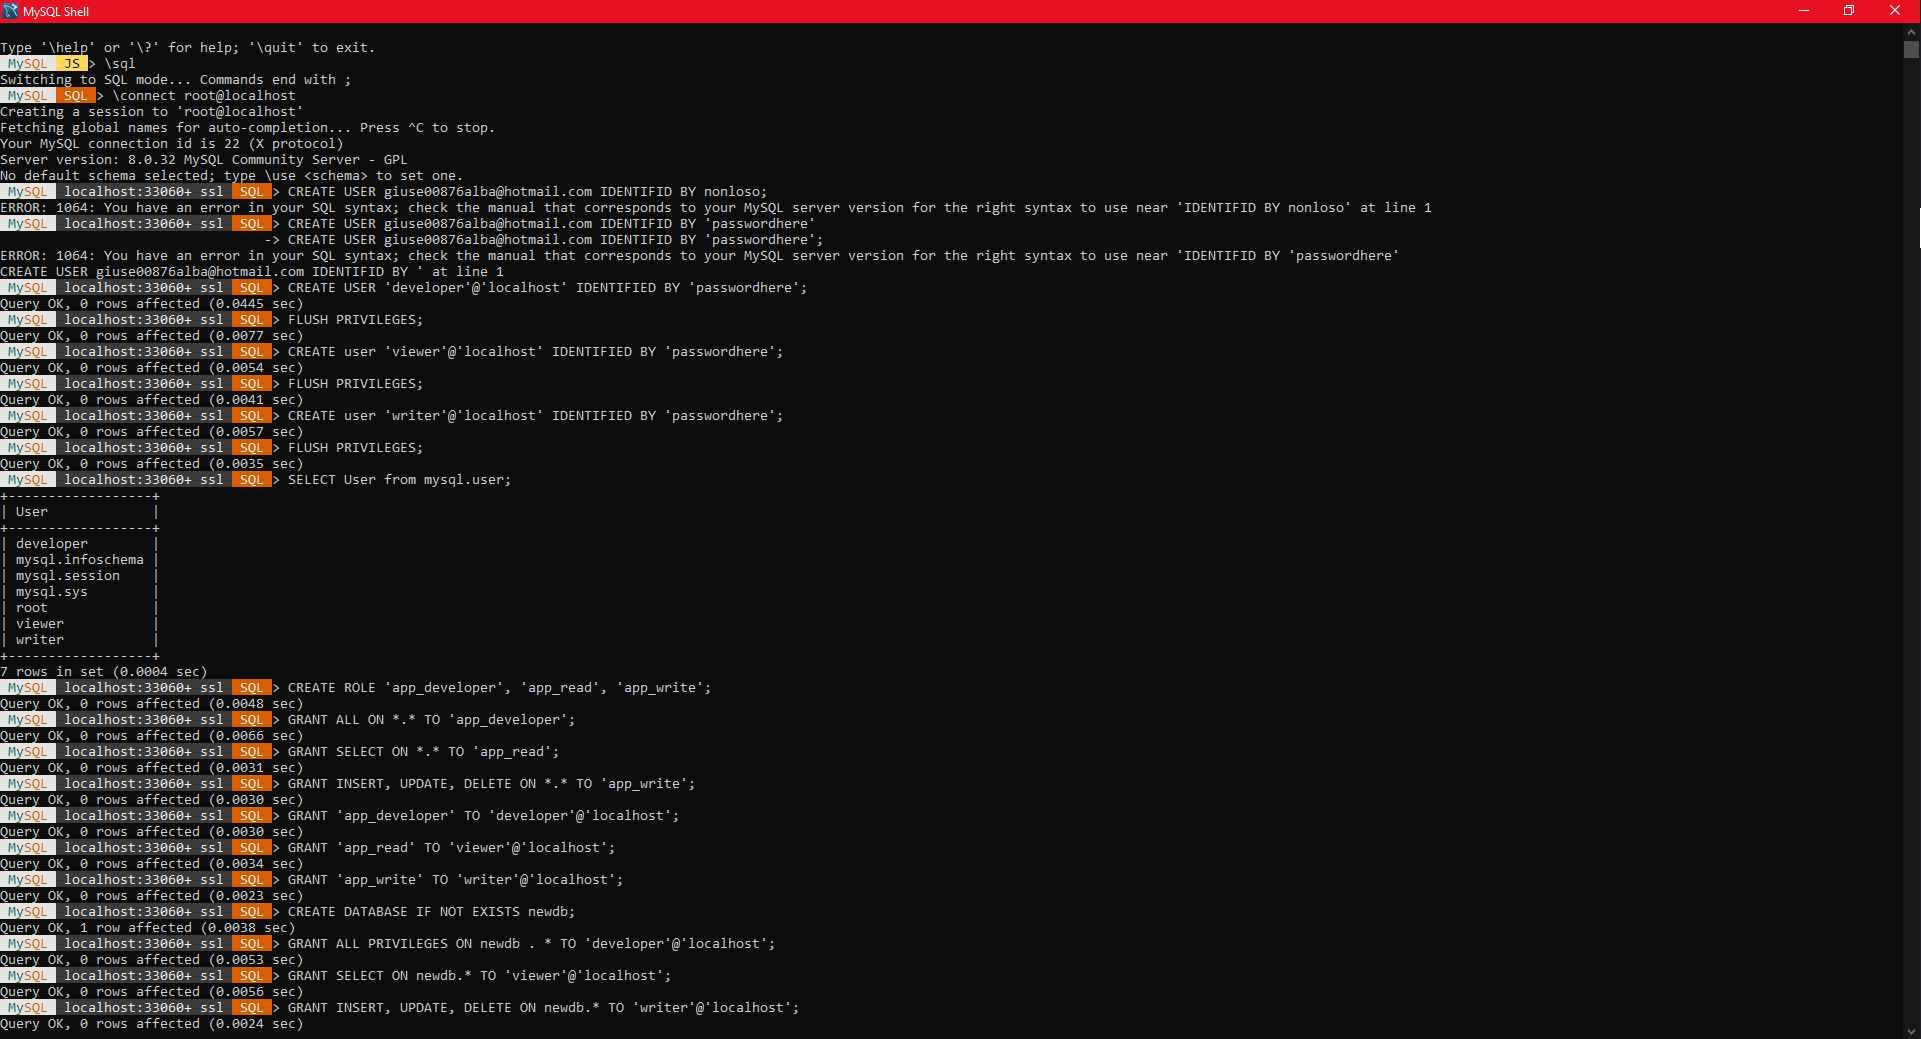 MySQL Shell
Type '\help' or '\?' for help; '\quit' to exit.
MySQL JS > \sql
Switching to SQL mode... Commands end with ;
MySQL SQL > \connect root@localhost
Creating a session to 'root@localhost'
Fetching global names for auto-completion... Press ^C to stop.
Your MySQL connection id is 22 (X protocol)
Server version: 8.0.32 MySQL Community Server - GPL
No default schema selected; type \use <schema> to set one.
MySQL localhost:33060+ ssl SQL > CREATE USER giuse00876alba@hotmail.com IDENTIFID BY nonloso;
ERROR: 1064: You have an error in your SQL syntax; check the manual that corresponds to your MySQL server version for the right syntax to use near 'IDENTIFID BY nonloso' at line 1
MySQL localhost:33060+ ssl SQL > CREATE USER giuse00876alba@hotmail.com IDENTIFID BY 'passwordhere'
-> CREATE USER giuse00876alba@hotmail.com IDENTIFID BY 'passwordhere';
ERROR: 1064: You have an error in your SQL syntax; check the manual that corresponds to your MySQL server version for the right syntax to use near 'IDENTIFID BY 'passwordhere'
CREATE USER giuse00876alba@hotmail.com IDENTIFID BY ' at line 1
MySQL localhost:33060+ ssl SQL > CREATE USER 'developer'@'localhost' IDENTIFIED BY 'passwordhere';
Query OK, 0 rows affected (0.0445 sec)
MySQL localhost:33060+ ssl SQL > FLUSH PRIVILEGES;
Query OK, 0 rows affected (0.0077 sec)
MySQL localhost:33060+ ssl SQL > CREATE user 'viewer'@'localhost' IDENTIFIED BY 'passwordhere';
Query OK, 0 rows affected (0.0054 sec)
MySQL localhost:33060+ ssl SQL > FLUSH PRIVILEGES;
Query OK, 0 rows affected (0.0041 sec)
MySQL localhost:33060+ ssl SQL > CREATE user 'writer'@'localhost' IDENTIFIED BY 'passwordhere';
Query OK, 0 rows affected (0.0057 sec)
MySQL localhost:33060+ ssl SQL > FLUSH PRIVILEGES;
Query OK, 0 rows affected (0.0035 sec)
MySQL localhost:33060+ ssl SQL > SELECT User from mysql.user;
+------------------+
| User             |
+------------------+
| developer        |
| mysql.infoschema |
| mysql.session    |
| mysql.sys        |
| root             |
| viewer           |
| writer           |
+------------------+
7 rows in set (0.0004 sec)
MySQL localhost:33060+ ssl SQL > CREATE ROLE 'app_developer', 'app_read', 'app_write';
Query OK, 0 rows affected (0.0048 sec)
MySQL localhost:33060+ ssl SQL > GRANT ALL ON *.* TO 'app_developer';
Query OK, 0 rows affected (0.0066 sec)
MySQL localhost:33060+ ssl SQL > GRANT SELECT ON *.* TO 'app_read';
Query OK, 0 rows affected (0.0031 sec)
MySQL localhost:33060+ ssl SQL > GRANT INSERT, UPDATE, DELETE ON *.* TO 'app_write';
Query OK, 0 rows affected (0.0030 sec)
MySQL localhost:33060+ ssl SQL > GRANT 'app_developer' TO 'developer'@'localhost';
Query OK, 0 rows affected (0.0030 sec)
MySQL localhost:33060+ ssl SQL > GRANT 'app_read' TO 'viewer'@'localhost';
Query OK, 0 rows affected (0.0034 sec)
MySQL localhost:33060+ ssl SQL > GRANT 'app_write' TO 'writer'@'localhost';
Query OK, 0 rows affected (0.0023 sec)
MySQL localhost:33060+ ssl SQL > CREATE DATABASE IF NOT EXISTS newdb;
Query OK, 1 row affected (0.0038 sec)
MySQL localhost:33060+ ssl SQL > GRANT ALL PRIVILEGES ON newdb . * TO 'developer'@'localhost';
Query OK, 0 rows affected (0.0053 sec)
MySQL localhost:33060+ ssl SQL > GRANT SELECT ON newdb.* TO 'viewer'@'localhost';
Query OK, 0 rows affected (0.0056 sec)
MySQL localhost:33060+ ssl SQL > GRANT INSERT, UPDATE, DELETE ON newdb.* TO 'writer'@'localhost';
Query OK, 0 rows affected (0.0024 sec)